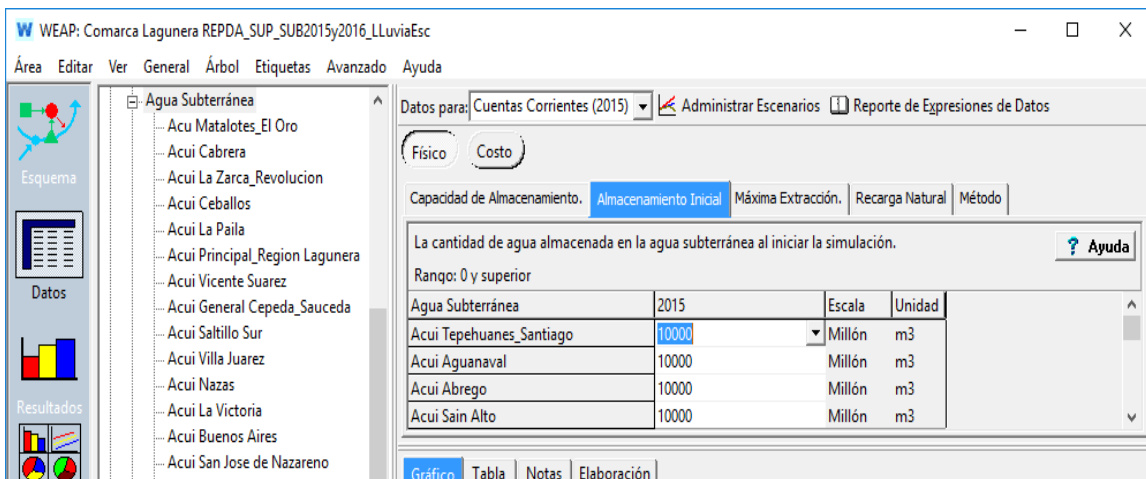 WEAP: Comarca Lagunera REPDA_SUP_SUB2015y2016_LLuviaEsc
Área Editar Ver General Árbol Etiquetas Avanzado Ayuda
Esquema
Datos
Resultados
Agua Subterránea
Acu Matalotes_El Oro
Acui Cabrera
Acui La Zarca_Revolucion
Acui Ceballos
Acui La Paila
Acui Principal_Region Lagunera
Acui Vicente Suarez
Acui General Cepeda_Sauceda
Acui Saltillo Sur
Acui Villa Juarez
Acui Nazas
Acui La Victoria
Acui Buenos Aires
Acui San Jose de Nazareno
Datos para: Cuentas Corrientes (2015) Administrar Escenarios Reporte de Expresiones de Datos
Físico Costo
Capacidad de Almacenamiento. Almacenamiento Inicial Máxima Extracción. Recarga Natural Método
La cantidad de agua almacenada en la agua subterránea al iniciar la simulación.
? Ayuda
Rango: 0 y superior
Agua Subterránea 2015 Escala Unidad
Acui Tepehuanes_Santiago 10000 Millón m3
Acui Aguanaval 10000 Millón m3
Acui Abrego 10000 Millón m3
Acui Sain Alto 10000 Millón m3
Gráfico Tabla Notas Elaboración